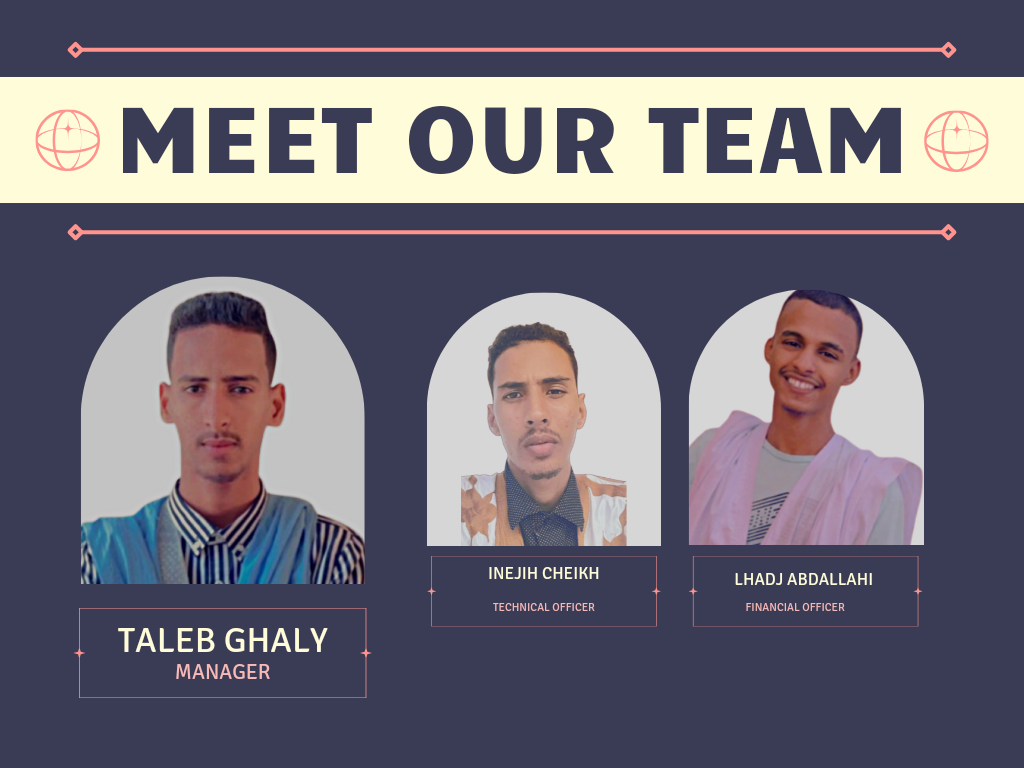 MEET OUR TEAM
TALEB GHALY
MANAGER
INEJIH CHEIKH
TECHNICAL OFFICER
LHADJ ABDALLAHI
FINANCIAL OFFICER